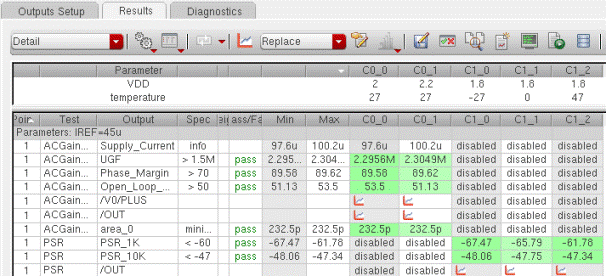 Outputs Setup Results Diagnostics
Detail Replace
Parameter C0_0 C0_1 C1_0 C1_1 C1_2
VDD 2 2.2 1.8 1.8 1.8
temperature 27 27 -27 0 47
Test Output Spec ass/Fa Min Max C0_0 C0_1 C1_0 C1_1 C1_2
Parameters: IREF=45u
1 ACGain... Supply_Current info 97.6u 100.2u 97.6u 100.2u disabled disabled disabled
1 ACGain... UGF > 1.5M pass 2.295... 2.304... 2.2956M 2.3049M disabled disabled disabled
1 ACGain... Phase_Margin > 70 pass 89.58 89.62 89.58 89.62 disabled disabled disabled
1 ACGain... Open_Loop_... > 50 pass 51.13 53.5 53.5 51.13 disabled disabled disabled
1 ACGain... /V0/PLUS disabled disabled disabled
1 ACGain... /OUT disabled disabled disabled
1 ACGain... area_0 mini... pass 232.5p 232.5p 232.5p 232.5p disabled disabled disabled
1 PSR PSR_1K < -60 pass -67.47 -61.78 disabled disabled -67.47 -65.79 -61.78
1 PSR PSR_10K < -47 pass -48.06 -47.34 disabled disabled -48.06 -47.75 -47.34
1 PSR /OUT disabled disabled